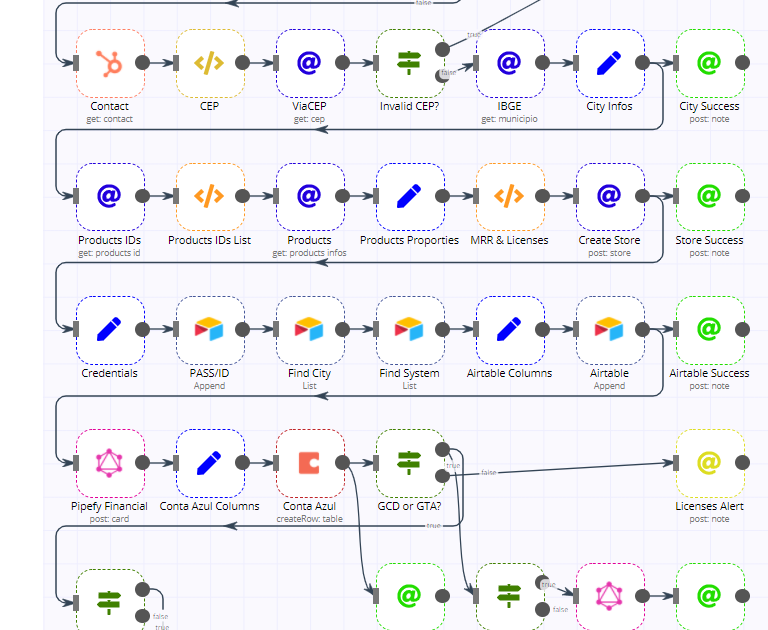 false
true
false
Contact
get: contact
CEP
ViaCEP
get: cep
Invalid CEP?
IBGE
get: municipio
City Infos
City Success
post: note
Products IDs
get: products id
Products IDs List
Products
get: products infos
Products Properties
MRR & Licenses
Create Store
post: store
Store Success
post: note
Credentials
PASS/ID
Append
Find City
List
Find System
List
Airtable Columns
Airtable
Append
Airtable Success
post: note
true
false
Pipefy Financial
post: card
Conta Azul Columns
Conta Azul
createRow: table
GCD or GTA?
Licenses Alert
post: note
true
true
false
false
true